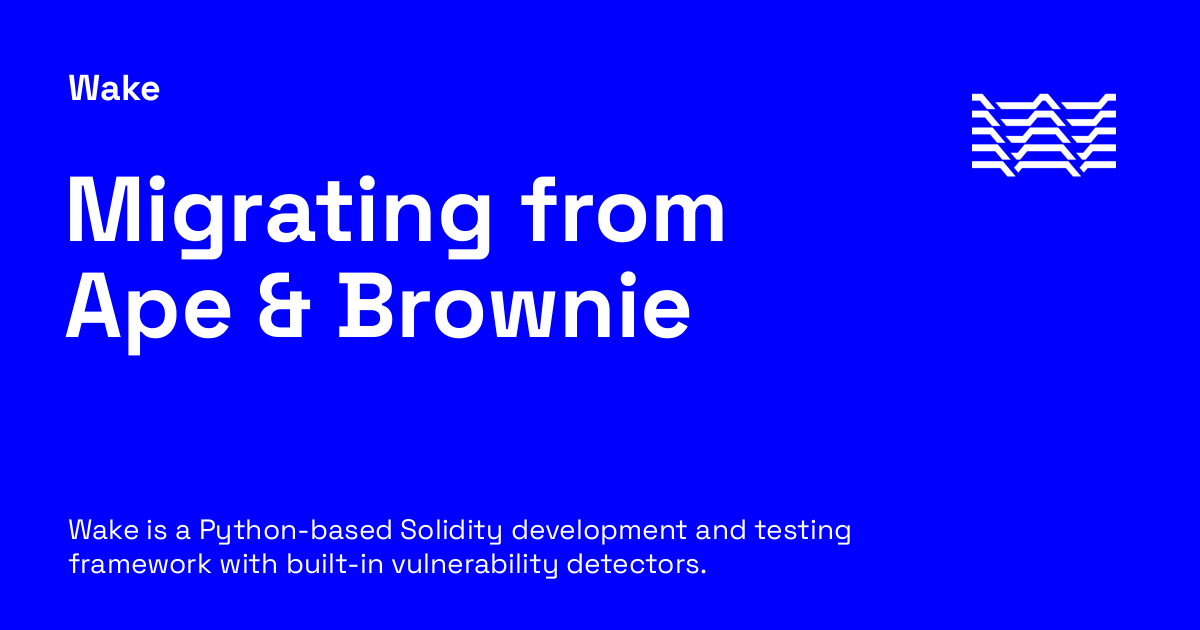 Wake
Migrating from
Ape & Brownie
Wake is a Python-based Solidity development and testing
framework with built-in vulnerability detectors.